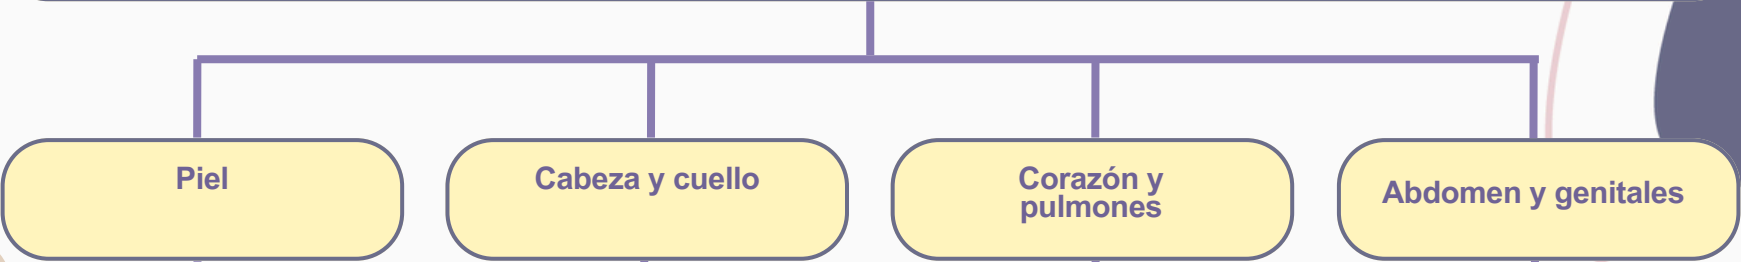 Piel
Cabeza y cuello
Corazón y
pulmones
Abdomen y genitales